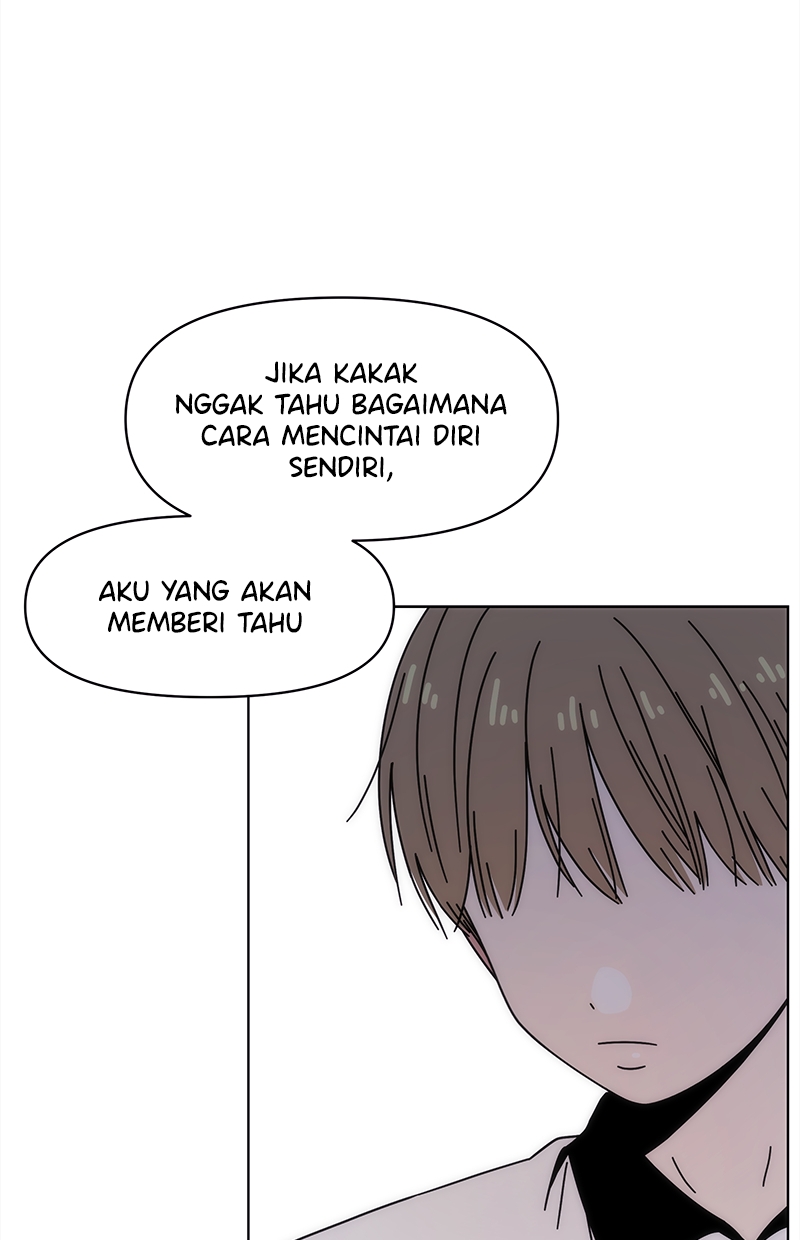 JIKA KAKAK
NGGAK TAHU BAGAIMANA
CARA MENCINTAI DIRI
SENDIRI,
AKU YANG AKAN
MEMBERI TAHU